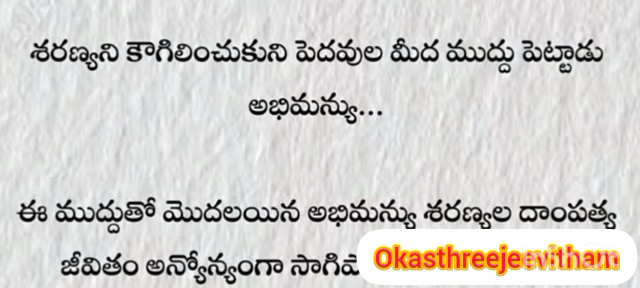 శరణ్యని కౌగిలించుకుని పెదవుల మీద ముద్దు పెట్టాడు
అభిమన్యు...
ఈ ముద్దుతో మొదలయిన అభిమన్యు శరణ్యల దాంపత్య
జీవితం అన్యోన్యంగా
Okasthreejeevitham